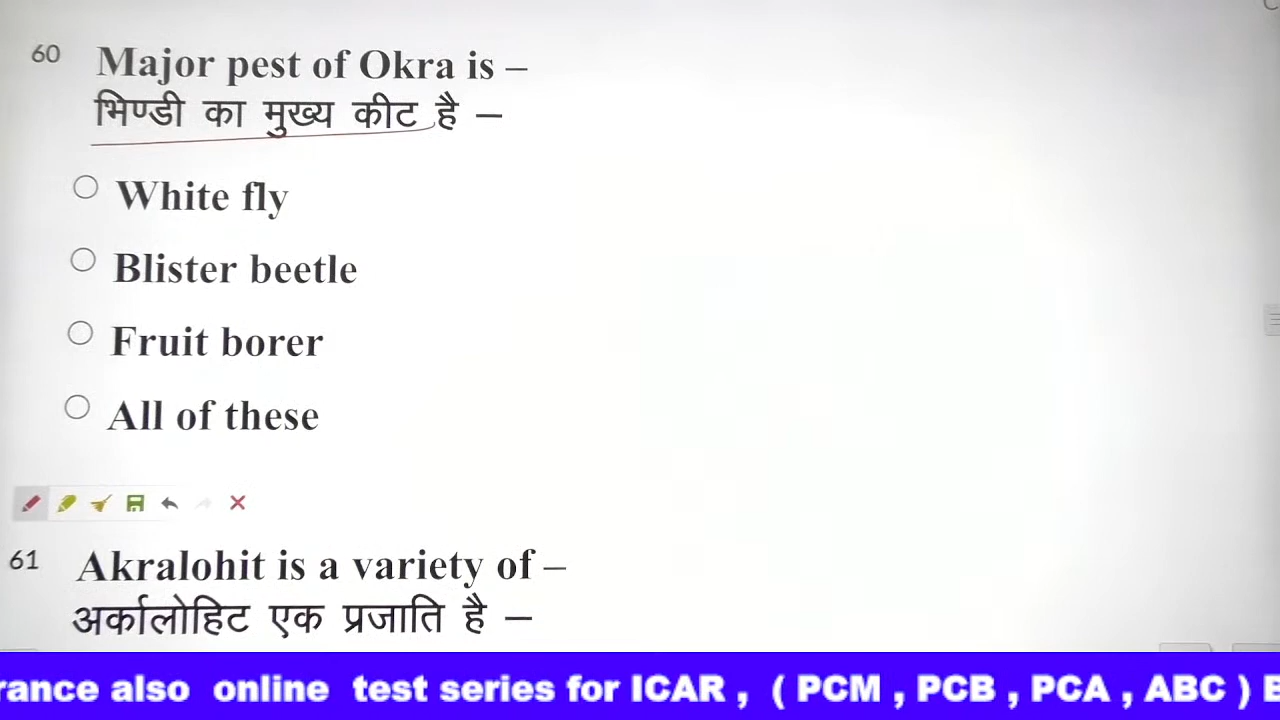 60 Major pest of Okra is –
भिण्डी का मुख्य कीट है –
White fly
Blister beetle
Fruit borer
All of these
61 Akralohit is a variety of –
अर्कालोहिट एक प्रजाति है –
rance also online test series for ICAR , ( PCM , PCB , PCA , ABC )